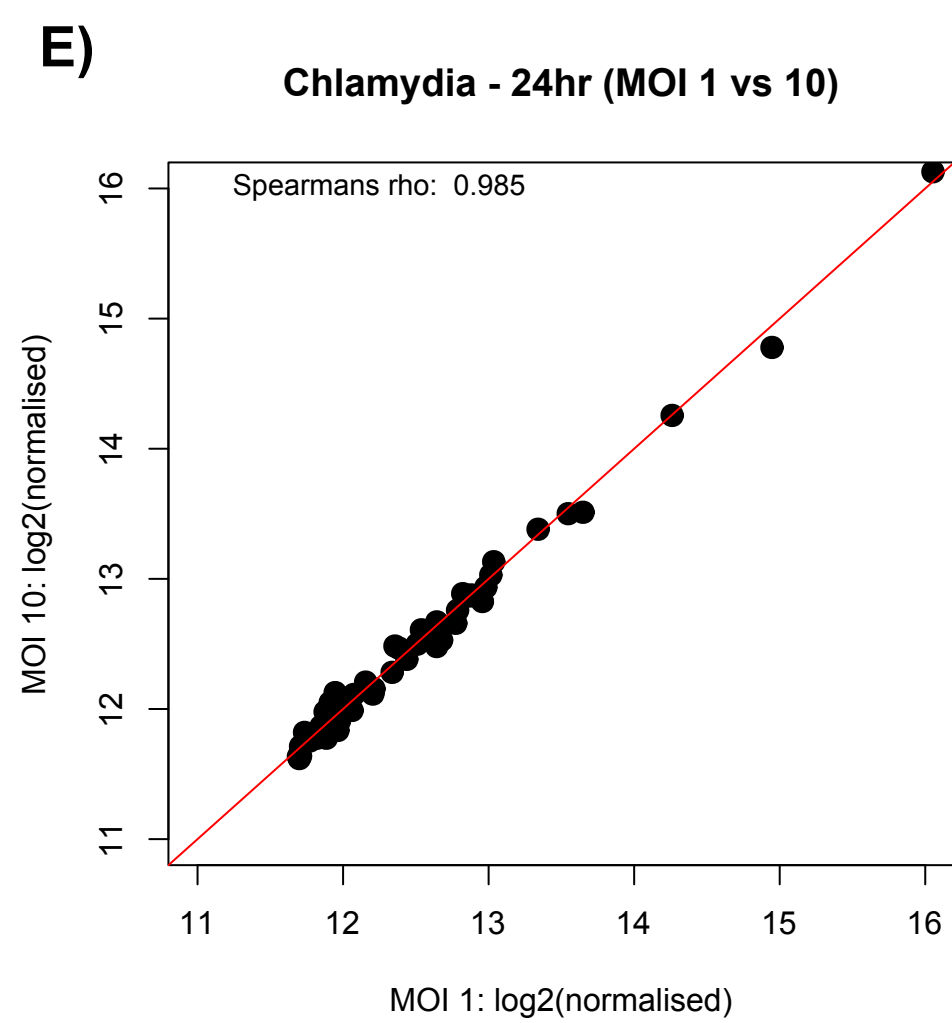 E)
Chlamydia - 24hr (MOI 1 vs 10)
Spearmans rho:  0.985
16
15
14
13
12
11
MOI 10: log2(normalised)
11 12 13 14 15 16
MOI 1: log2(normalised)